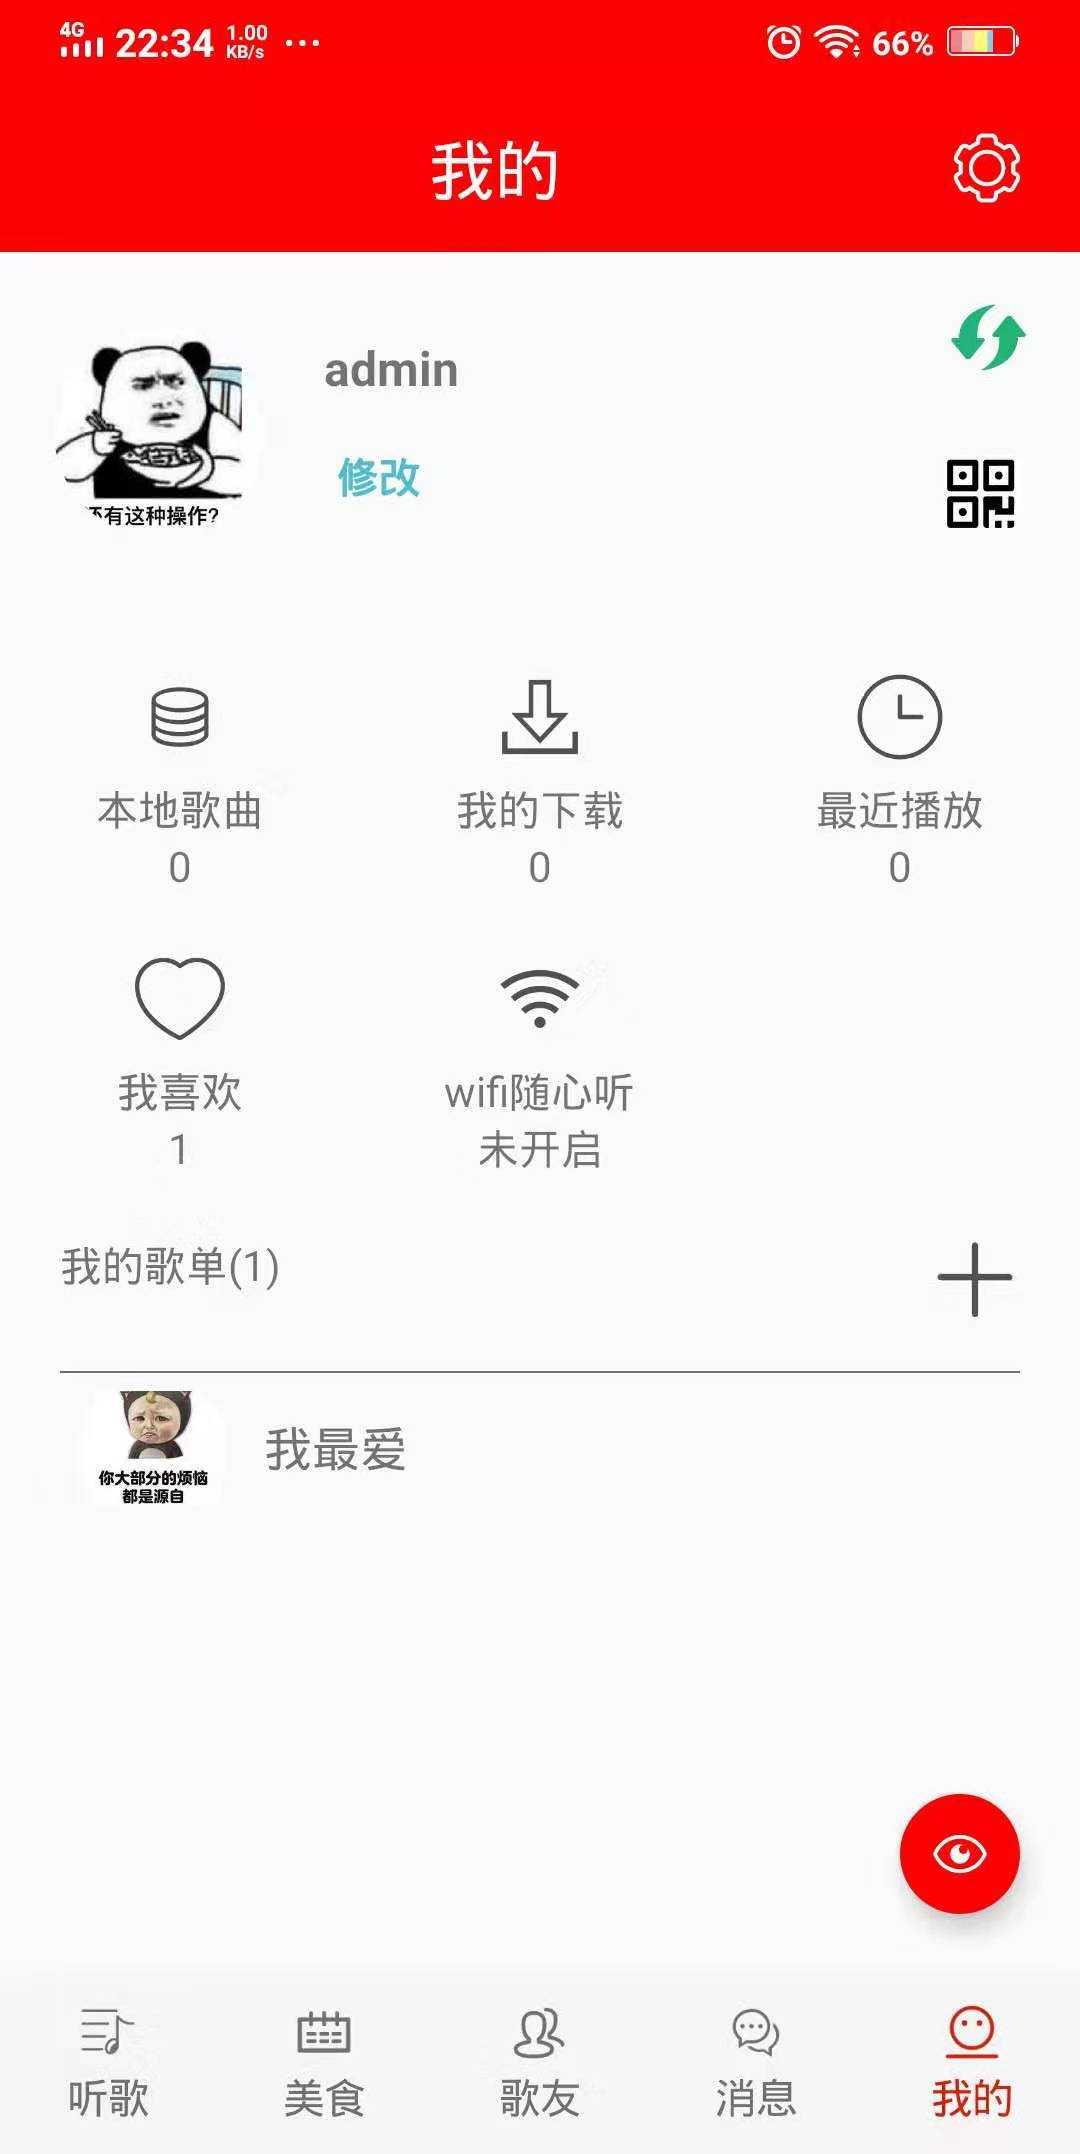 4G 22:34 1.00 KB/s ... 66%
我的
admin
修改
还有这种操作?
本地歌曲 我的下载 最近播放
0 0 0
我喜欢 wifi随心听
1 未开启
我的歌单(1)
你大部分的烦恼
都是源自
我最爱
听歌 美食 歌友 消息 我的